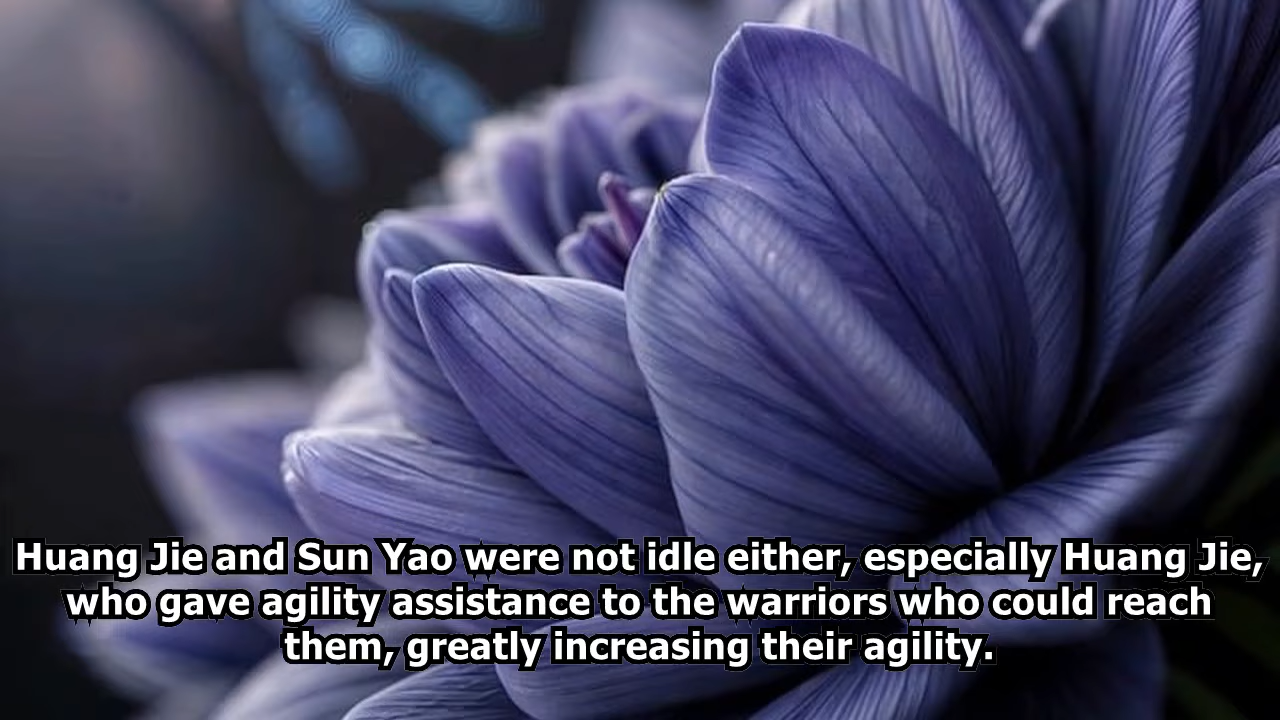 Huang Jie and Sun Yao were not idle either, especially Huang Jie,
who gave agility assistance to the warriors who could reach
them, greatly increasing their agility.